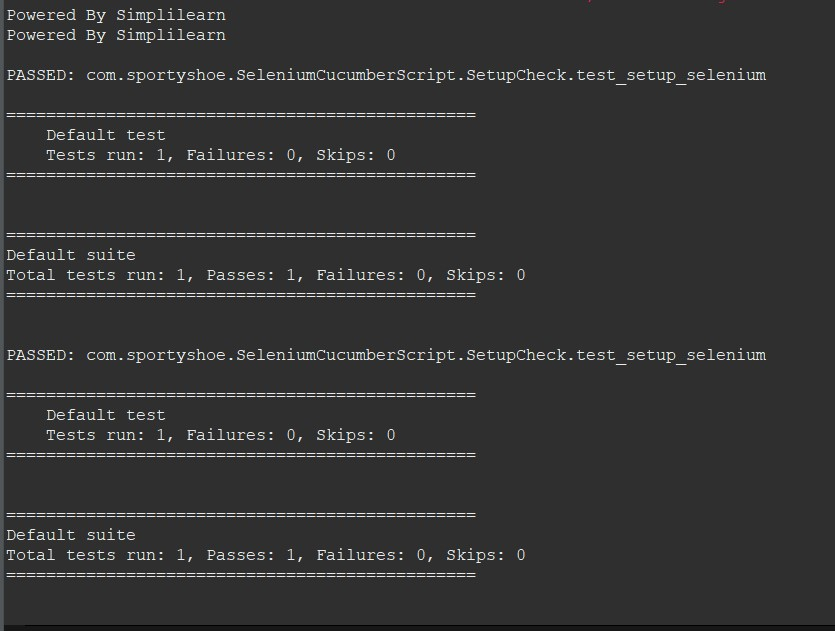 Powered By Simplilearn
Powered By Simplilearn
PASSED: com.sportyshoe.SeleniumCucumberScript.SetupCheck.test_setup_selenium
===============================================
    Default test
    Tests run: 1, Failures: 0, Skips: 0
===============================================
===============================================
Default suite
Total tests run: 1, Passes: 1, Failures: 0, Skips: 0
===============================================
PASSED: com.sportyshoe.SeleniumCucumberScript.SetupCheck.test_setup_selenium
===============================================
    Default test
    Tests run: 1, Failures: 0, Skips: 0
===============================================
===============================================
Default suite
Total tests run: 1, Passes: 1, Failures: 0, Skips: 0
===============================================